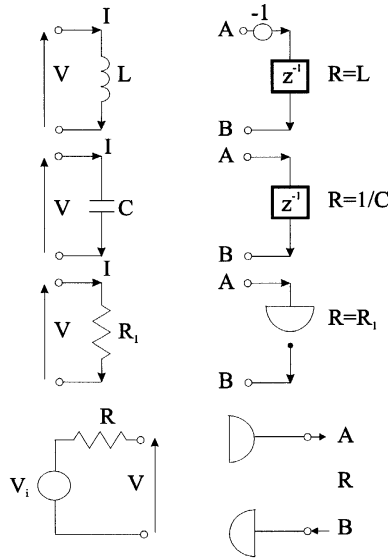 I A -1
V L z⁻¹ R=L
B
I A
V C z⁻¹ R=1/C
B
I A
V R₁ R=R₁
B
R A
Vᵢ V R
B